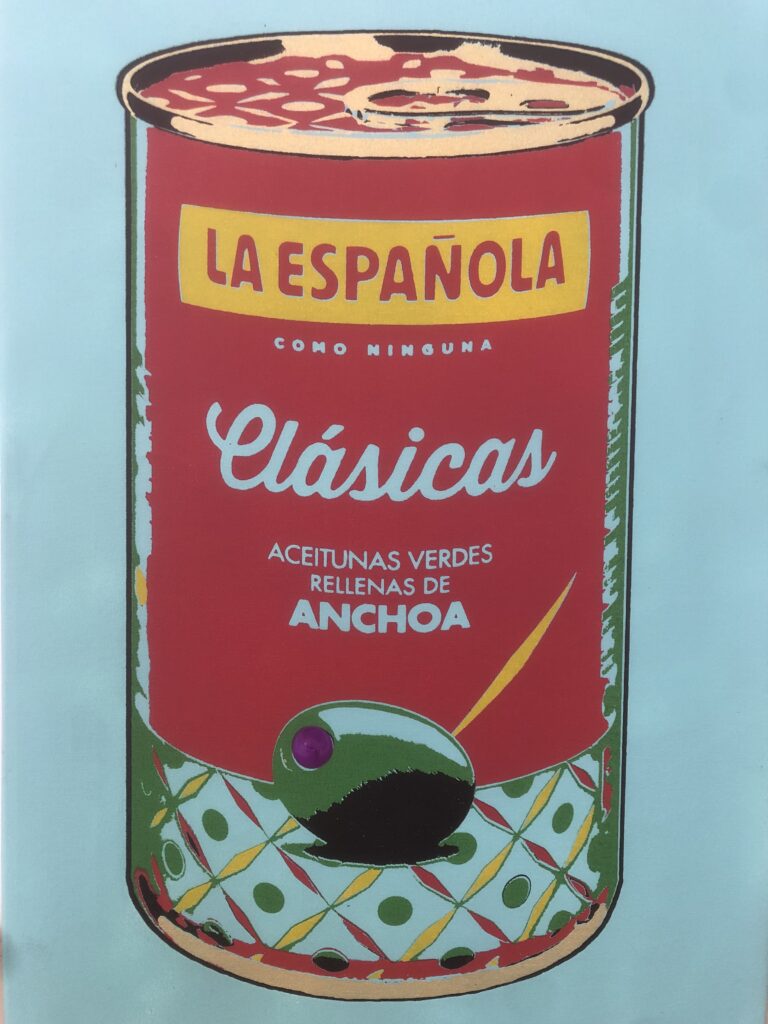 LA ESPAÑOLA
COMO NINGUNA
Clásicas
ACEITUNAS VERDES
RELLENAS DE
ANCHOA